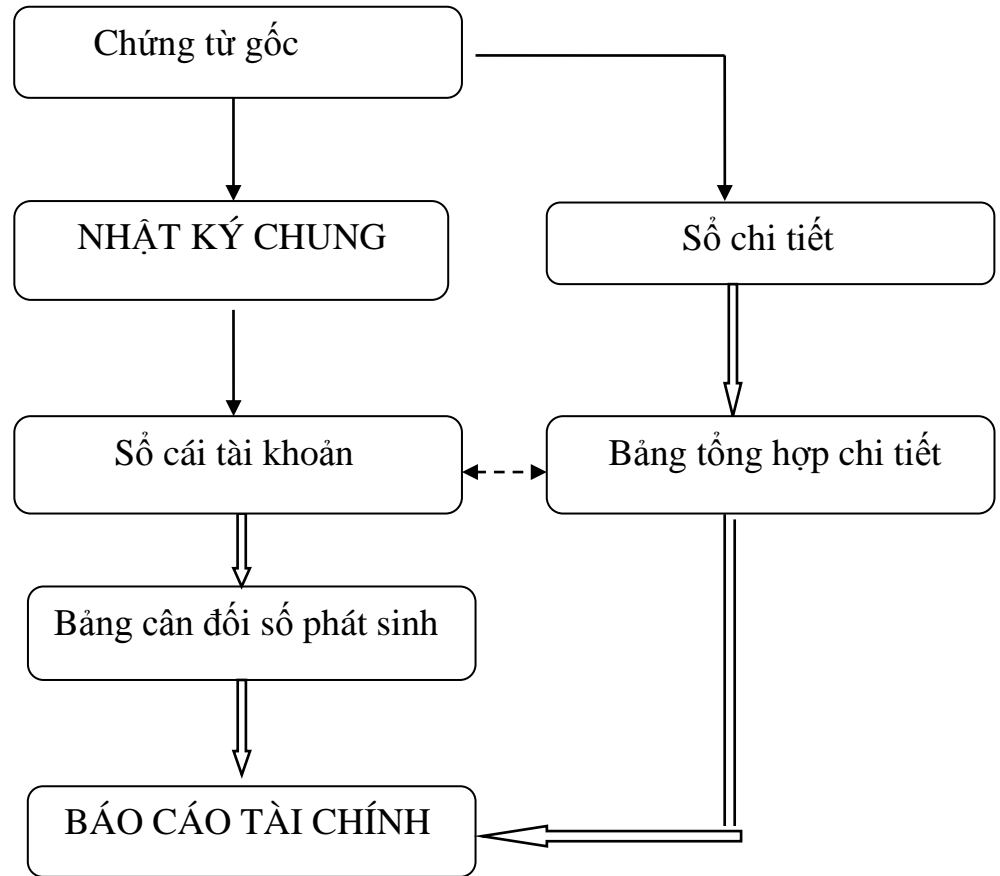 Chứng từ gốc
NHẬT KÝ CHUNG
Sổ chi tiết
Sổ cái tài khoản
Bảng tổng hợp chi tiết
Bảng cân đối số phát sinh
BÁO CÁO TÀI CHÍNH